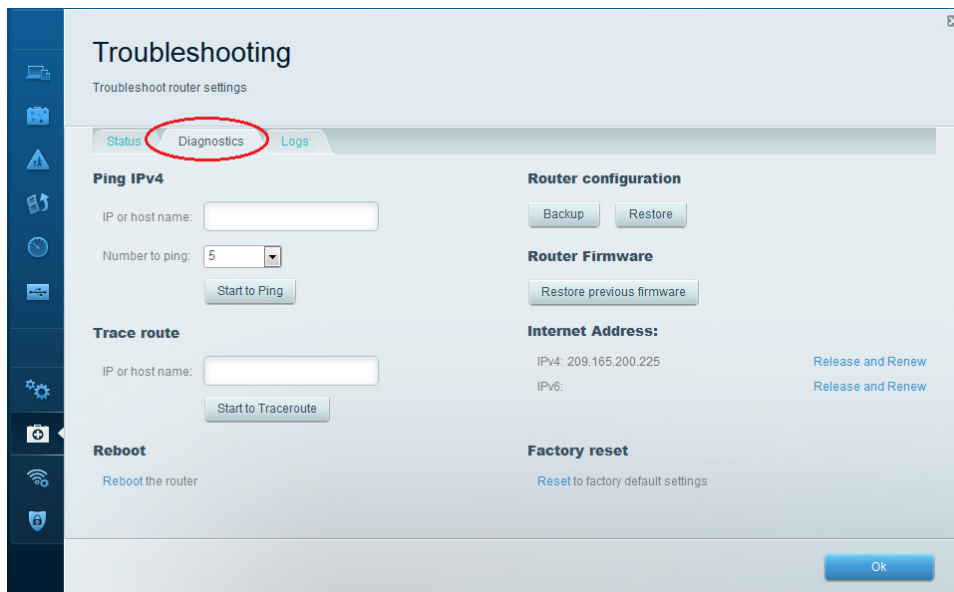 Troubleshooting
Troubleshoot router settings
Status
Diagnostics
Logs
Ping IPv4
IP or host name:
Number to ping: 5
Start to Ping
Trace route
IP or host name:
Start to Traceroute
Reboot
Reboot the router
Router configuration
Backup
Restore
Router Firmware
Restore previous firmware
Internet Address:
IPv4: 209.165.200.225 Release and Renew
IPv6: Release and Renew
Factory reset
Reset to factory default settings
Ok